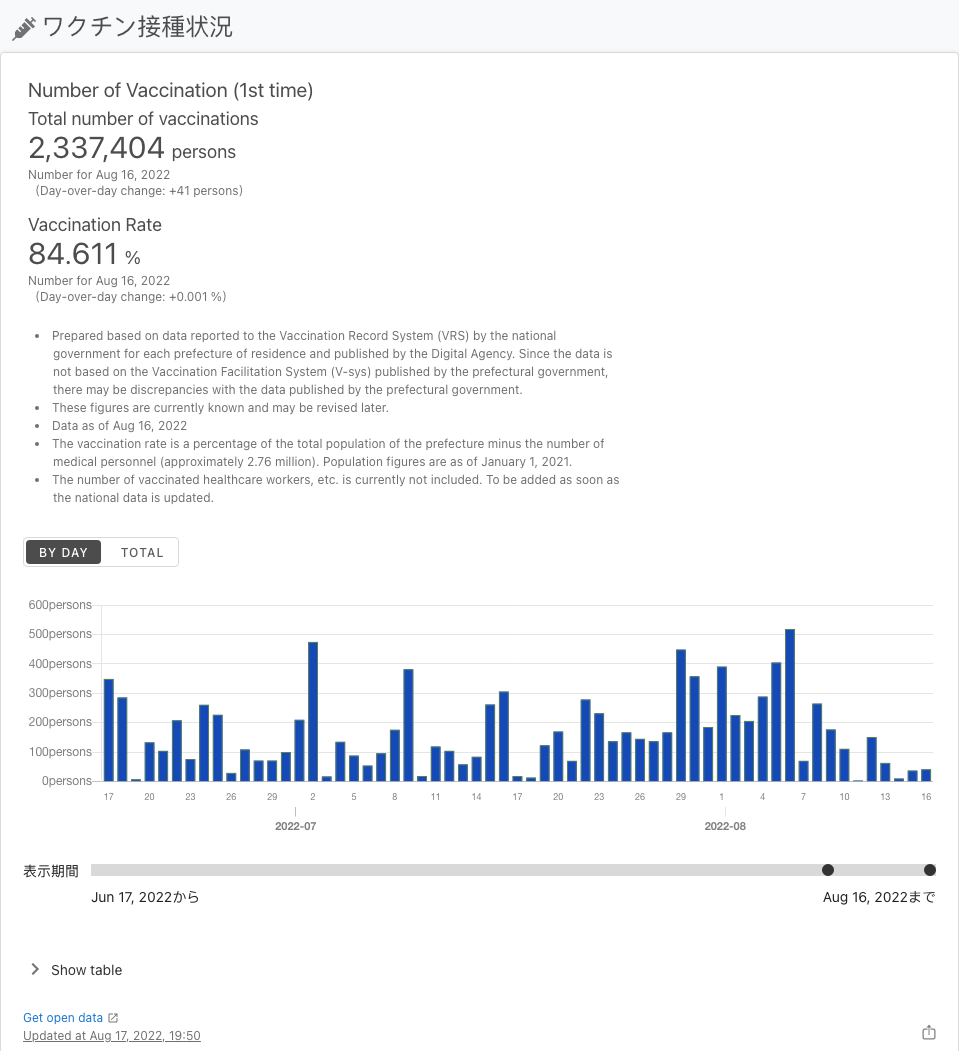 ワクチン接種状況
Number of Vaccination (1st time)
Total number of vaccinations
2,337,404 persons
Number for Aug 16, 2022
(Day-over-day change: +41 persons)
Vaccination Rate
84.611 %
Number for Aug 16, 2022
(Day-over-day change: +0.001 %)
• Prepared based on data reported to the Vaccination Record System (VRS) by the national
government for each prefecture of residence and published by the Digital Agency. Since the data is
not based on the Vaccination Facilitation System (V-sys) published by the prefectural government,
there may be discrepancies with the data published by the prefectural government.
• These figures are currently known and may be revised later.
• Data as of Aug 16, 2022
• The vaccination rate is a percentage of the total population of the prefecture minus the number of
medical personnel (approximately 2.76 million). Population figures are as of January 1, 2021.
• The number of vaccinated healthcare workers, etc. is currently not included. To be added as soon as
the national data is updated.
BY DAY TOTAL
600persons
500persons
400persons
300persons
200persons
100persons
0persons
17 20 23 26 29 2 5 8 11 14 17 20 23 26 29 1 4 7 10 13 16
2022-07 2022-08
表示期間
Jun 17, 2022から Aug 16, 2022まで
Show table
Get open data
Updated at Aug 17, 2022, 19:50